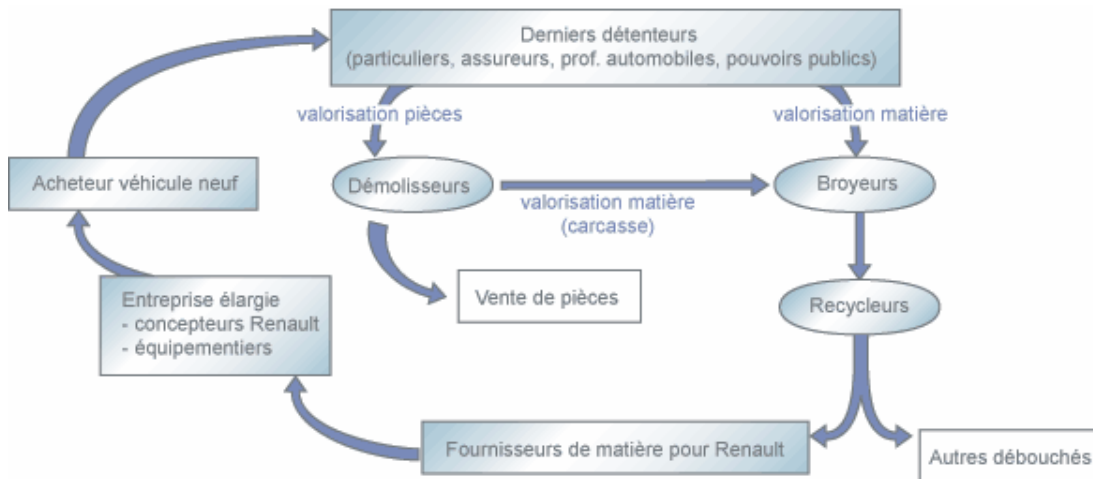 Derniers détenteurs
(particuliers, assureurs, prof. automobiles, pouvoirs publics)
valorisation pièces
valorisation matière
Acheteur véhicule neuf
Démolisseurs
Broyeurs
valorisation matière
(carcasse)
Entreprise élargie
- concepteurs Renault
- équipementiers
Vente de pièces
Recycleurs
Fournisseurs de matière pour Renault
Autres débouchés